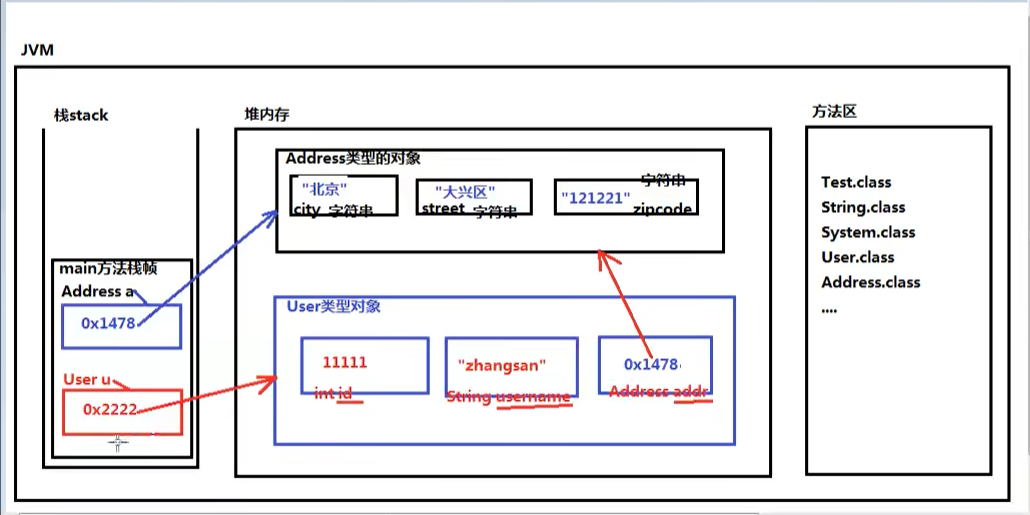 JVM
栈stack
堆内存
方法区
Address类型的对象
"北京"
city 字符串
"大兴区"
street 字符串
字符串
"121221"
zipcode
main方法栈帧
Address a
0x1478
User u
0x2222
User类型对象
11111
int id
"zhangsan"
String username
0x1478
Address addr
Test.class
String.class
System.class
User.class
Address.class
....